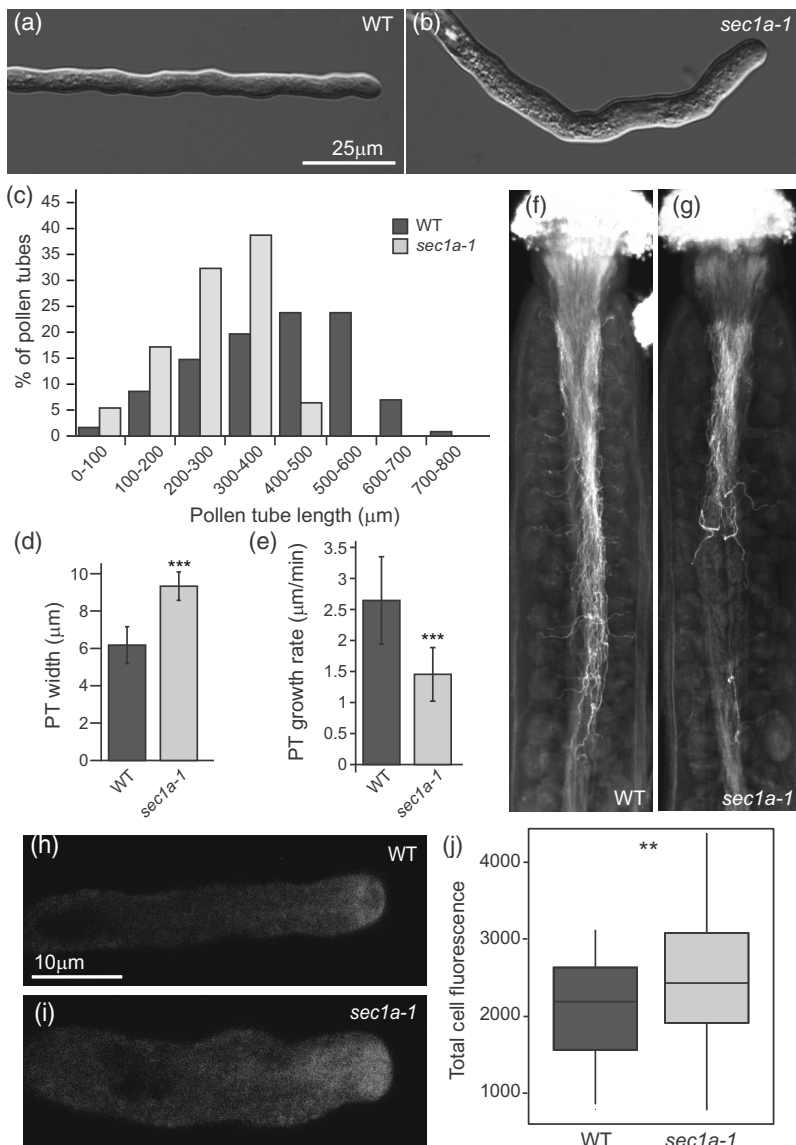 (a)
WT
25μm
(b)
sec1a-1
(c)
% of pollen tubes
45
40
35
30
25
20
15
10
5
0
WT
sec1a-1
0-100
100-200
200-300
300-400
400-500
500-600
600-700
700-800
Pollen tube length (μm)
(d)
PT width (μm)
10
8
6
4
2
0
***
WT
sec1a-1
(e)
PT growth rate (μm/min)
3.5
3
2.5
2
1.5
1
0.5
0
***
WT
sec1a-1
(f)
WT
(g)
sec1a-1
(h)
WT
10μm
(i)
sec1a-1
(j)
Total cell fluorescence
4000
3000
2000
1000
**
WT
sec1a-1